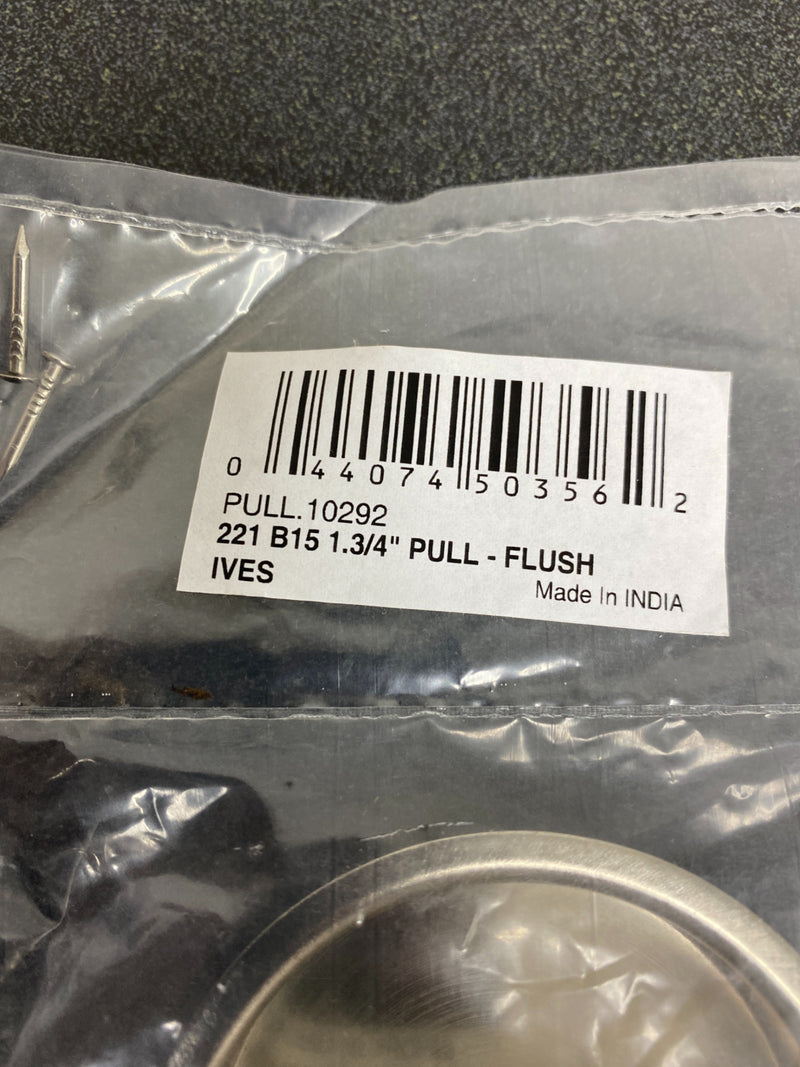 0 44074 50356 2
PULL.10292
221 B15 1.3/4" PULL - FLUSH
IVES
Made In INDIA